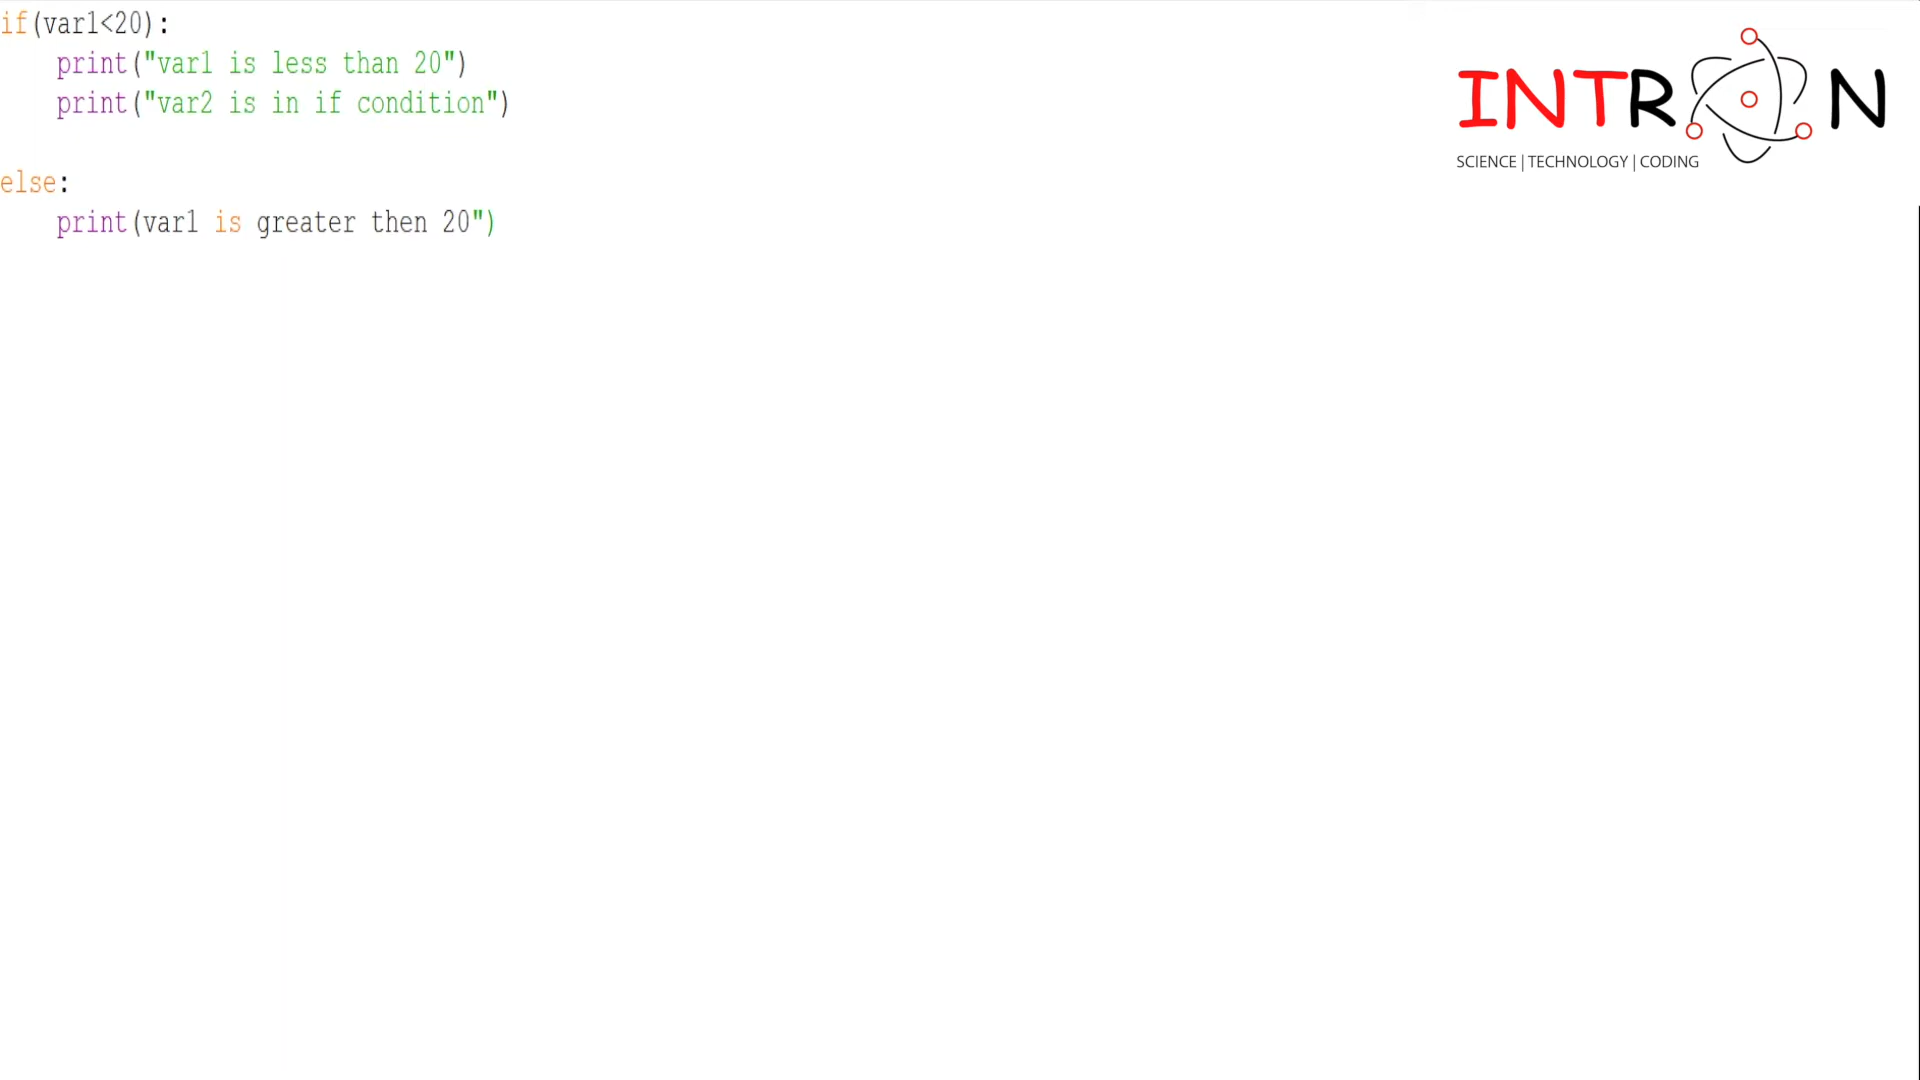 if(var1<20):
    print("var1 is less than 20")
    print("var2 is in if condition")
else:
    print(var1 is greater then 20")
INTRON
SCIENCE | TECHNOLOGY | CODING